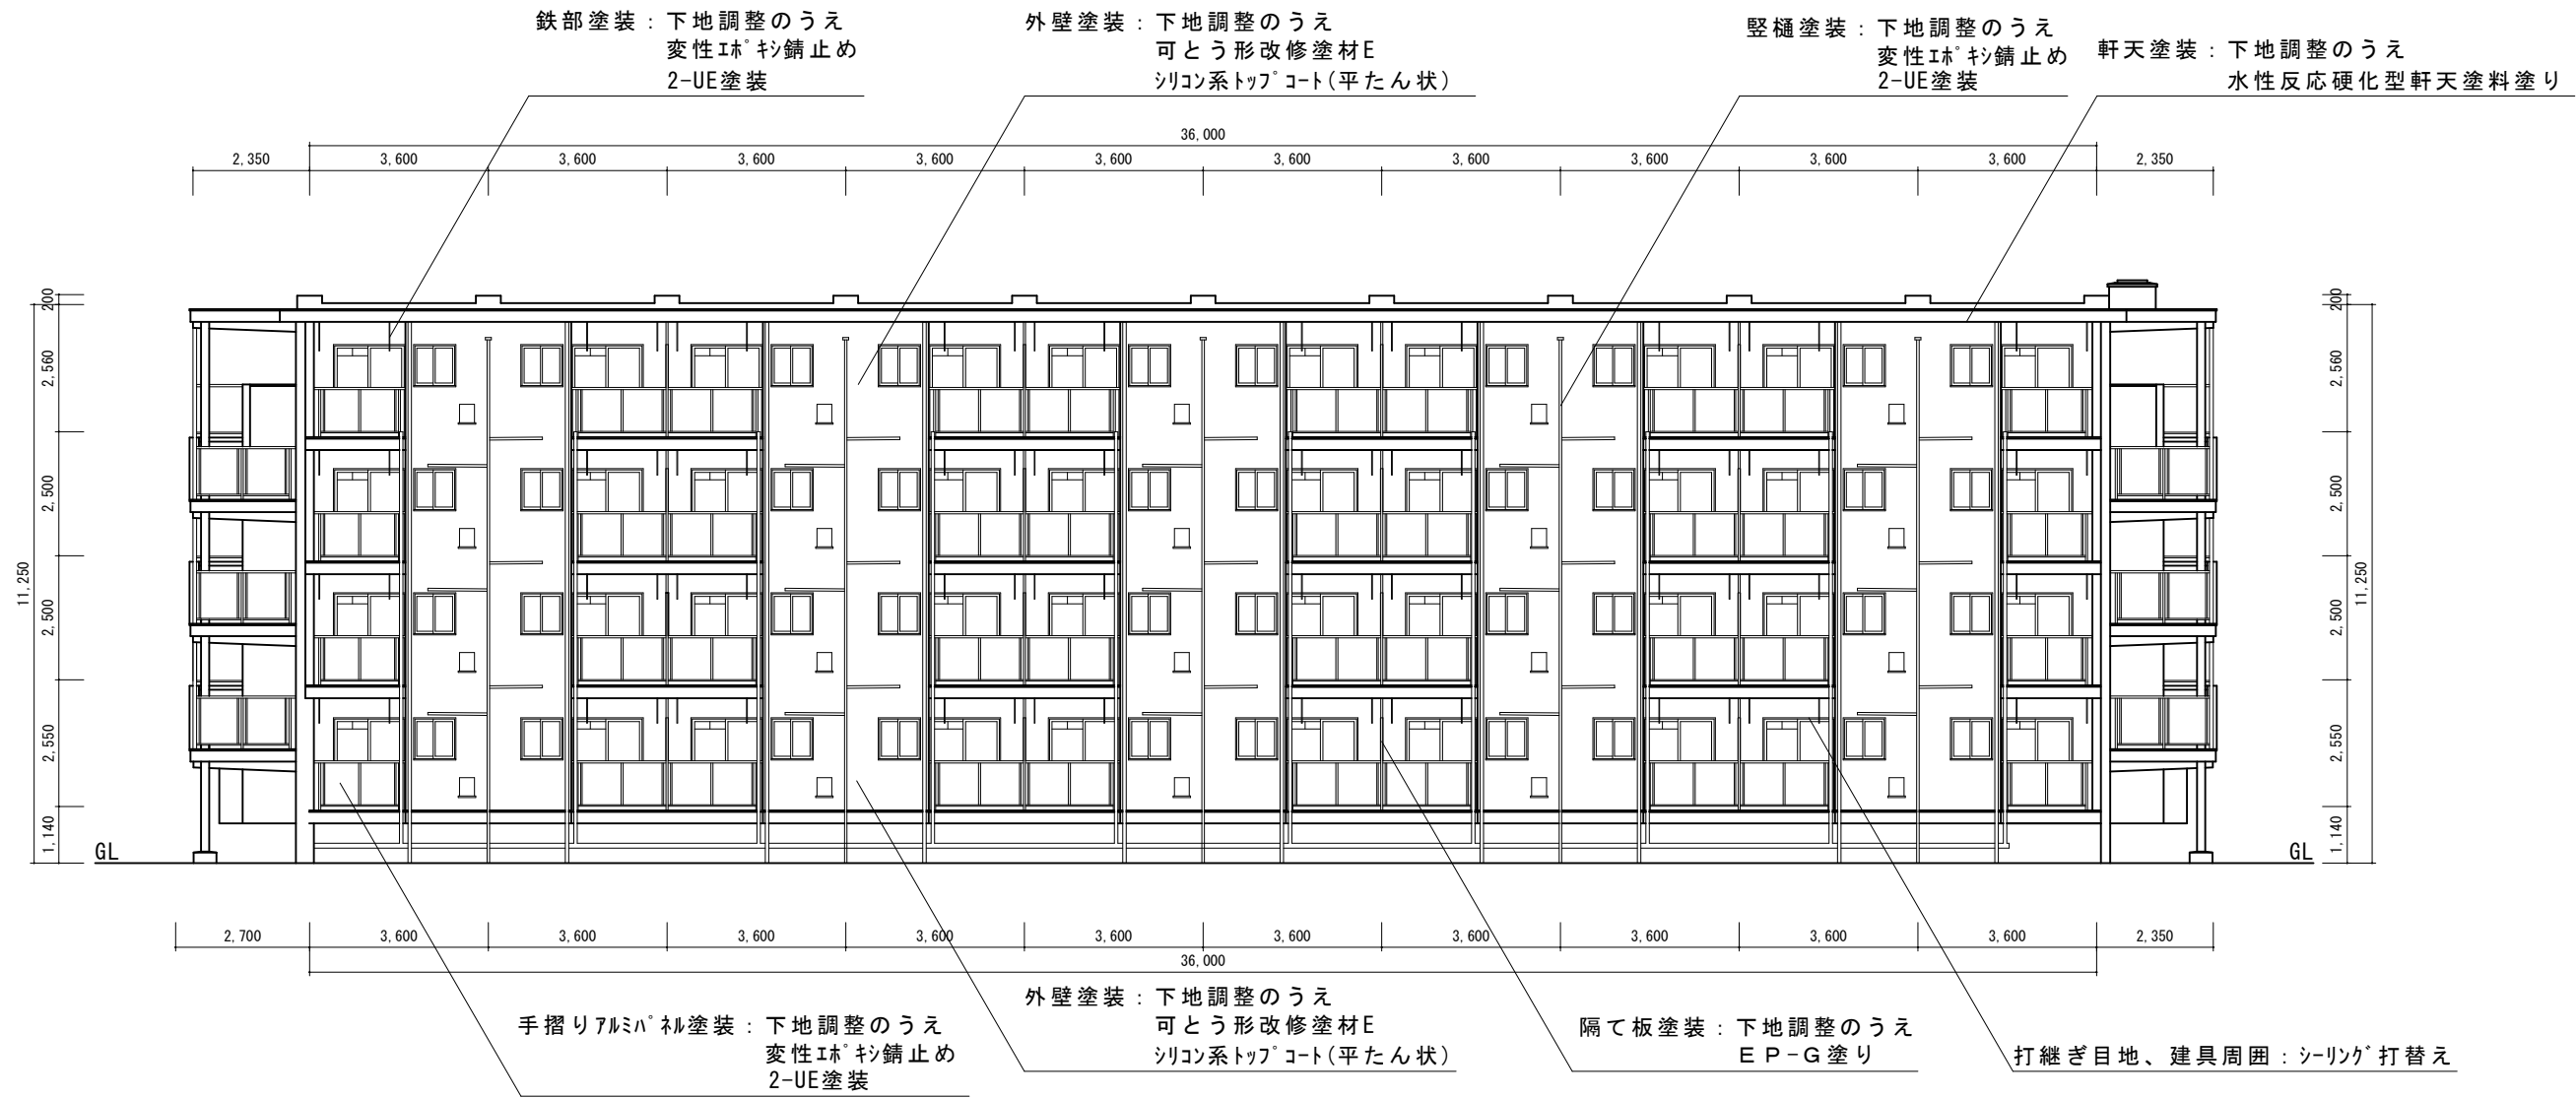 鉄部塗装：下地調整のうえ
変性ｴﾎﾟｷｼ錆止め
2-UE塗装
外壁塗装：下地調整のうえ
可とう形改修塗材E
ｼﾘｺﾝ系ﾄｯﾌﾟｺｰﾄ(平たん状)
竪樋塗装：下地調整のうえ
変性ｴﾎﾟｷｼ錆止め
2-UE塗装
軒天塗装：下地調整のうえ
水性反応硬化型軒天塗料塗り
36,000
2,350 3,600 3,600 3,600 3,600 3,600 3,600 3,600 3,600 3,600 3,600 2,350
200
2,560
2,500
2,500
2,550
1,140
11,250
GL
200
2,560
2,500
2,500
2,550
1,140
11,250
GL
2,700 3,600 3,600 3,600 3,600 3,600 3,600 3,600 3,600 3,600 3,600 2,350
36,000
手摺りｱﾙﾐﾊﾟﾈﾙ塗装：下地調整のうえ
変性ｴﾎﾟｷｼ錆止め
2-UE塗装
外壁塗装：下地調整のうえ
可とう形改修塗材E
ｼﾘｺﾝ系ﾄｯﾌﾟｺｰﾄ(平たん状)
隔て板塗装：下地調整のうえ
ＥＰ-Ｇ塗り
打継ぎ目地、建具周囲：ｼｰﾘﾝｸﾞ打替え